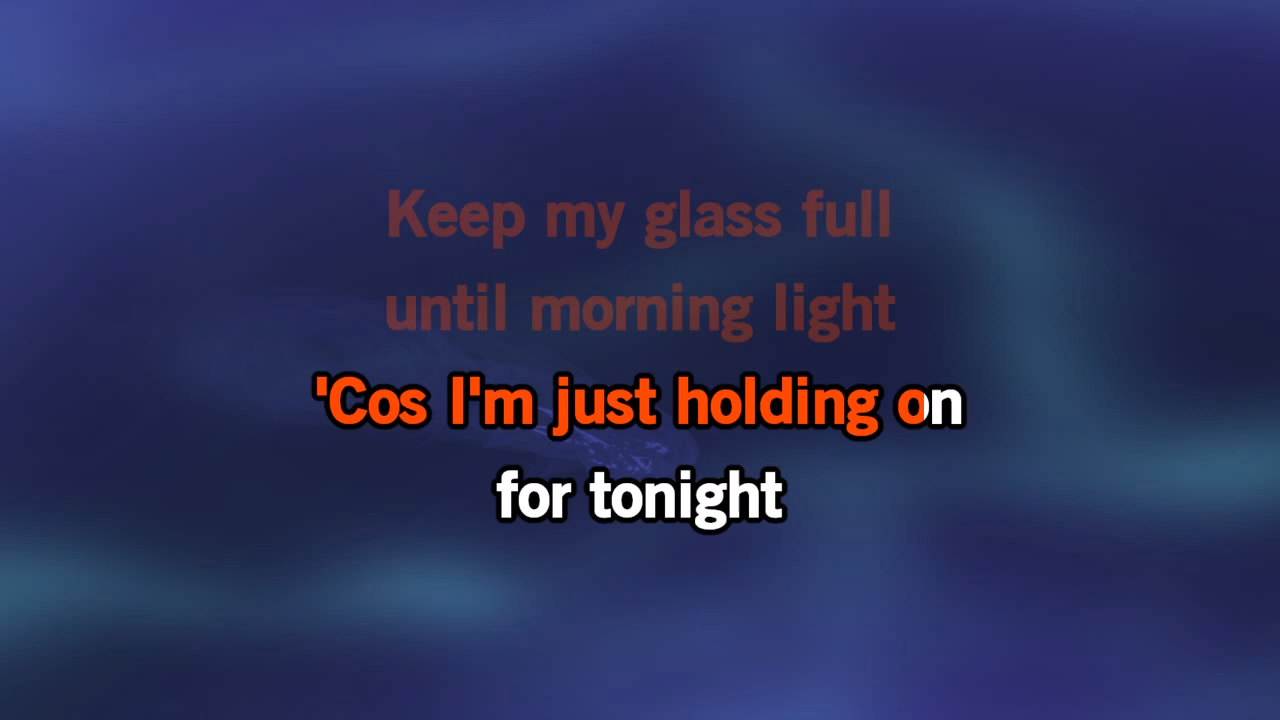 Keep my glass full
until morning light
'Cos I'm just holding on
for tonight